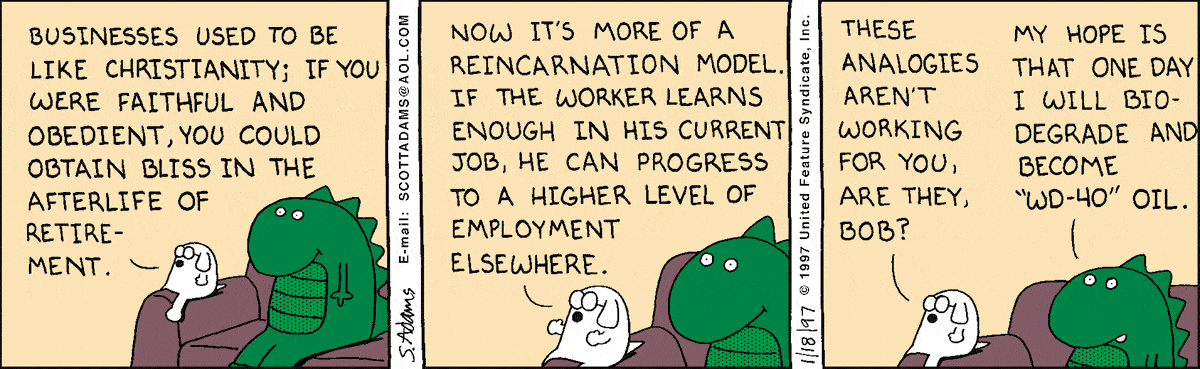 BUSINESSES USED TO BE
LIKE CHRISTIANITY; IF YOU
WERE FAITHFUL AND
OBEDIENT, YOU COULD
OBTAIN BLISS IN THE
AFTERLIFE OF
RETIRE-
MENT.
S. Adams
E-mail: SCOTTADAMS@AOL.COM
NOW IT'S MORE OF A
REINCARNATION MODEL.
IF THE WORKER LEARNS
ENOUGH IN HIS CURRENT
JOB, HE CAN PROGRESS
TO A HIGHER LEVEL OF
EMPLOYMENT
ELSEWHERE.
1/18/97 © 1997 United Feature Syndicate, Inc.
THESE
ANALOGIES
AREN'T
WORKING
FOR YOU,
ARE THEY,
BOB?
MY HOPE IS
THAT ONE DAY
I WILL BIO-
DEGRADE AND
BECOME
"WD-40" OIL.